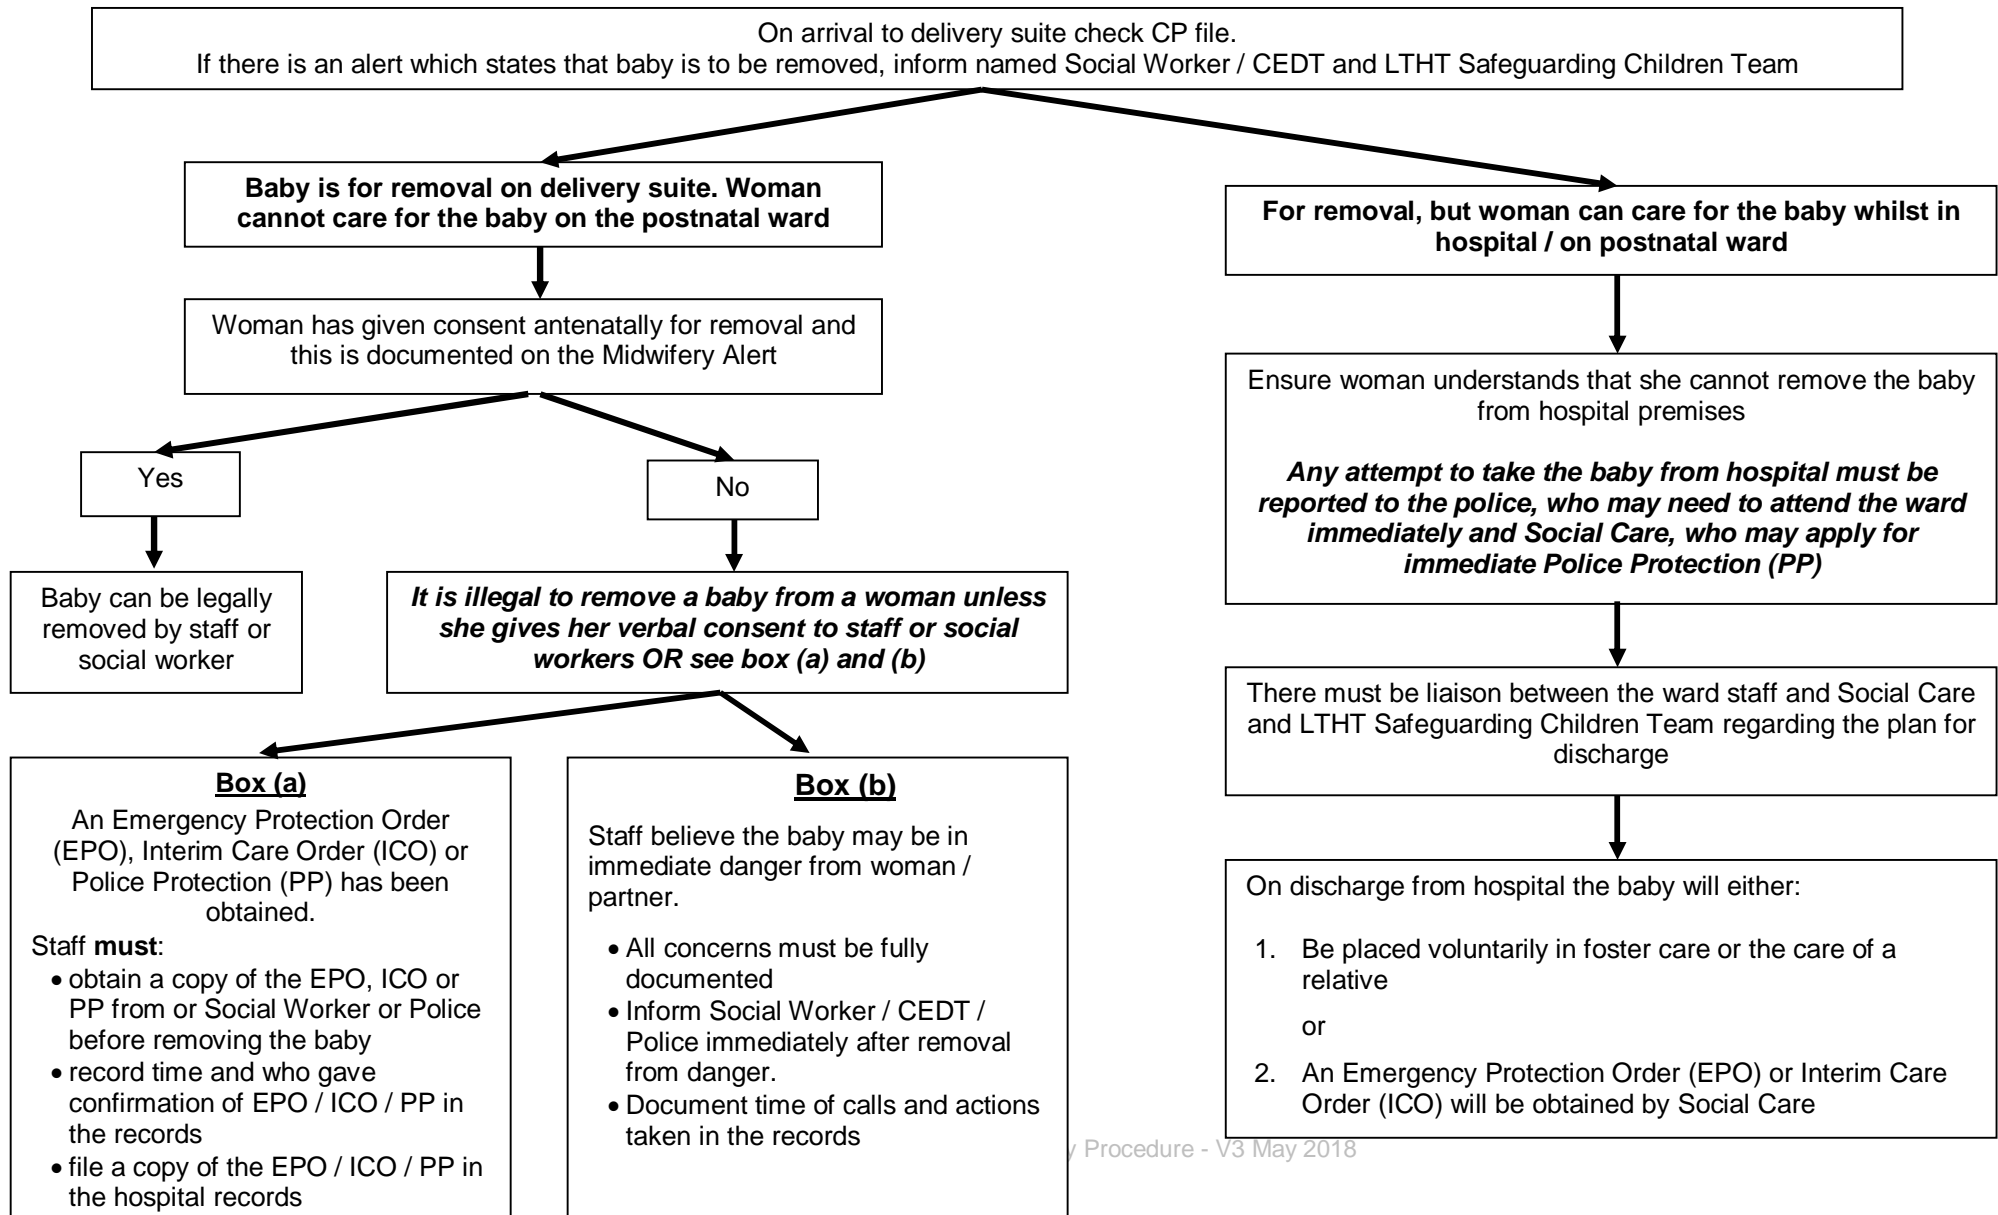 On arrival to delivery suite check CP file.
If there is an alert which states that baby is to be removed, inform named Social Worker / CEDT and LTHT Safeguarding Children Team
Baby is for removal on delivery suite. Woman
cannot care for the baby on the postnatal ward
Woman has given consent antenatally for removal and
this is documented on the Midwifery Alert
Yes
No
Baby can be legally
removed by staff or
social worker
It is illegal to remove a baby from a woman unless
she gives her verbal consent to staff or social
workers OR see box (a) and (b)
Box (a)
An Emergency Protection Order
(EPO), Interim Care Order (ICO) or
Police Protection (PP) has been
obtained.
Staff must:
• obtain a copy of the EPO, ICO or
PP from or Social Worker or Police
before removing the baby
• record time and who gave
confirmation of EPO / ICO / PP in
the records
• file a copy of the EPO / ICO / PP in
the hospital records
Box (b)
Staff believe the baby may be in
immediate danger from woman /
partner.
• All concerns must be fully
documented
• Inform Social Worker / CEDT /
Police immediately after removal
from danger.
• Document time of calls and actions
taken in the records
For removal, but woman can care for the baby whilst in
hospital / on postnatal ward
Ensure woman understands that she cannot remove the baby
from hospital premises
Any attempt to take the baby from hospital must be
reported to the police, who may need to attend the ward
immediately and Social Care, who may apply for
immediate Police Protection (PP)
There must be liaison between the ward staff and Social Care
and LTHT Safeguarding Children Team regarding the plan for
discharge
On discharge from hospital the baby will either:
1. Be placed voluntarily in foster care or the care of a
relative
or
2. An Emergency Protection Order (EPO) or Interim Care
Order (ICO) will be obtained by Social Care
Procedure - V3 May 2018